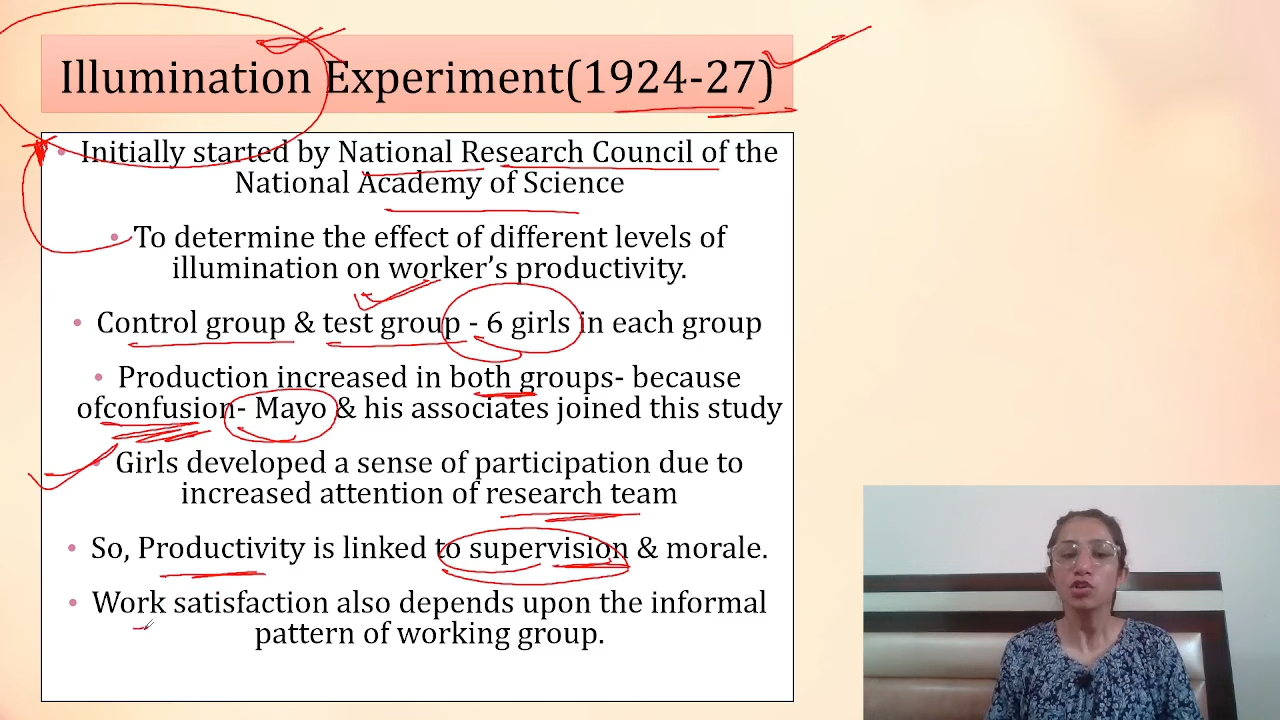 Illumination Experiment(1924-27)
• Initially started by National Research Council of the
National Academy of Science
• To determine the effect of different levels of
illumination on worker's productivity.
• Control group & test group - 6 girls in each group
• Production increased in both groups- because
ofconfusion- Mayo & his associates joined this study
• Girls developed a sense of participation due to
increased attention of research team
• So, Productivity is linked to supervision & morale.
• Work satisfaction also depends upon the informal
pattern of working group.